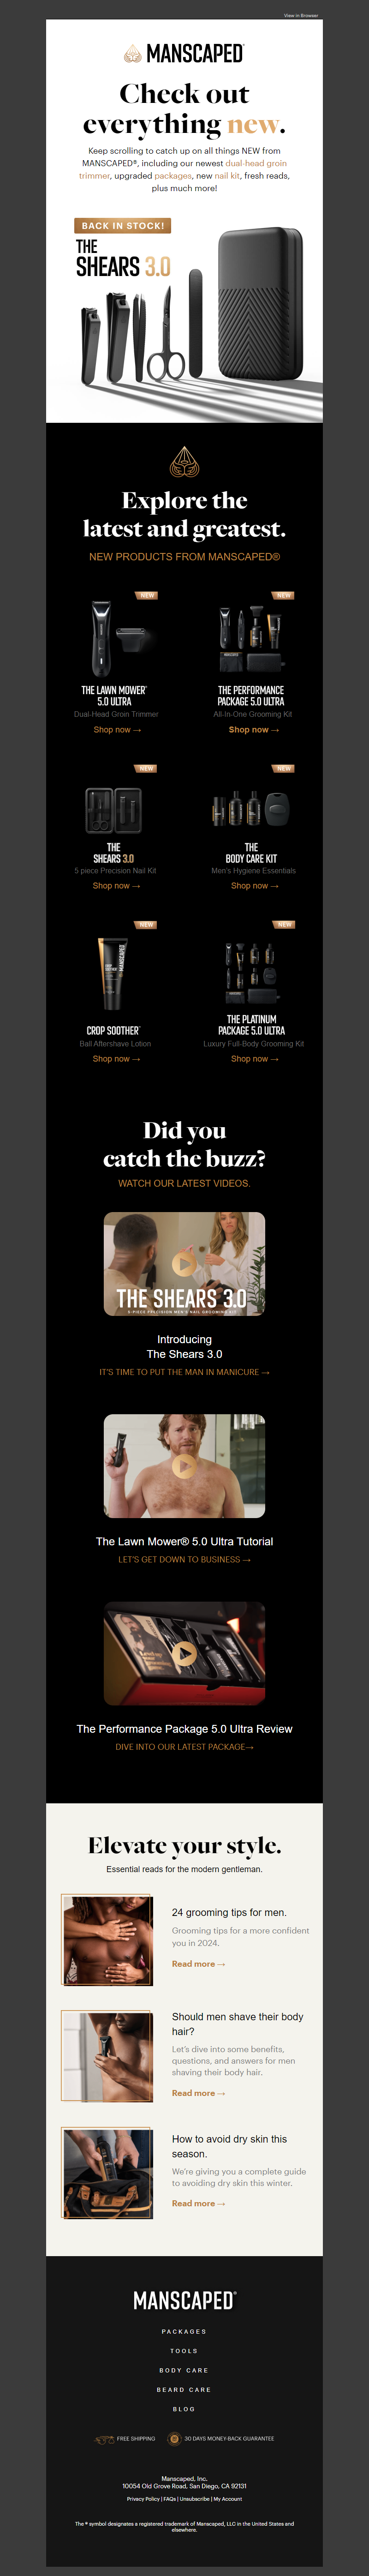 View In Browser
MANSCAPED
Check out
everything new.
Keep scrolling to catch up on all things NEW from
MANSCAPED®, including our newest dual-head groin
trimmer, upgraded packages, new nail kit, fresh reads,
plus much more!
BACK IN STOCK!
THE
SHEARS 3.0
Explore the
latest and greatest.
NEW PRODUCTS FROM MANSCAPED®
NEW
NEW
THE LAWN MOWER®
5.0 ULTRA
THE PERFORMANCE
PACKAGE 5.0 ULTRA
Dual-Head Groin Trimmer
All-In-One Grooming Kit
Shop now →
Shop now →
NEW
NEW
THE
SHEARS 3.0
THE
BODY CARE KIT
5 piece Precision Nail Kit
Men's Hygiene Essentials
Shop now →
Shop now →
NEW
NEW
MANSCAPED
CROP SOOTHER™
THE PLATINUM
PACKAGE 5.0 ULTRA
Ball Aftershave Lotion
Luxury Full-Body Grooming Kit
Shop now →
Shop now →
Did you
catch the buzz?
WATCH OUR LATEST VIDEOS.
THE SHEARS 3.0
5-PIECE PRECISION MEN'S NAIL GROOMING KIT
Introducing
The Shears 3.0
IT'S TIME TO PUT THE MAN IN MANICURE →
The Lawn Mower® 5.0 Ultra Tutorial
LET'S GET DOWN TO BUSINESS →
The Performance Package 5.0 Ultra Review
DIVE INTO OUR LATEST PACKAGE→
Elevate your style.
Essential reads for the modern gentleman.
24 grooming tips for men.
Grooming tips for a more confident
you in 2024.
Read more →
Should men shave their body
hair?
Let's dive into some benefits,
questions, and answers for men
shaving their body hair.
Read more →
How to avoid dry skin this
season.
We're giving you a complete guide
to avoiding dry skin this winter.
Read more →
MANSCAPED®
PACKAGES
TOOLS
BODY CARE
BEARD CARE
BLOG
FREE SHIPPING
30 DAYS MONEY-BACK GUARANTEE
Manscaped, Inc.
10054 Old Grove Road, San Diego, CA 92131
Privacy Policy | FAQs | Unsubscribe | My Account
The ® symbol designates a registered trademark of Manscaped, LLC in the United States and
elsewhere.